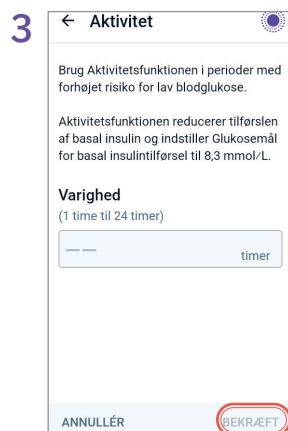 3
← Aktivitet
Brug Aktivitetsfunktionen i perioder med
forhøjet risiko for lav blodglukose.
Aktivitetsfunktionen reducerer tilførslen
af basal insulin og indstiller Glukosemål
for basal insulintilførsel til 8,3 mmol/L.
Varighed
(1 time til 24 timer)
— — timer
ANNULLÉR BEKRÆFT